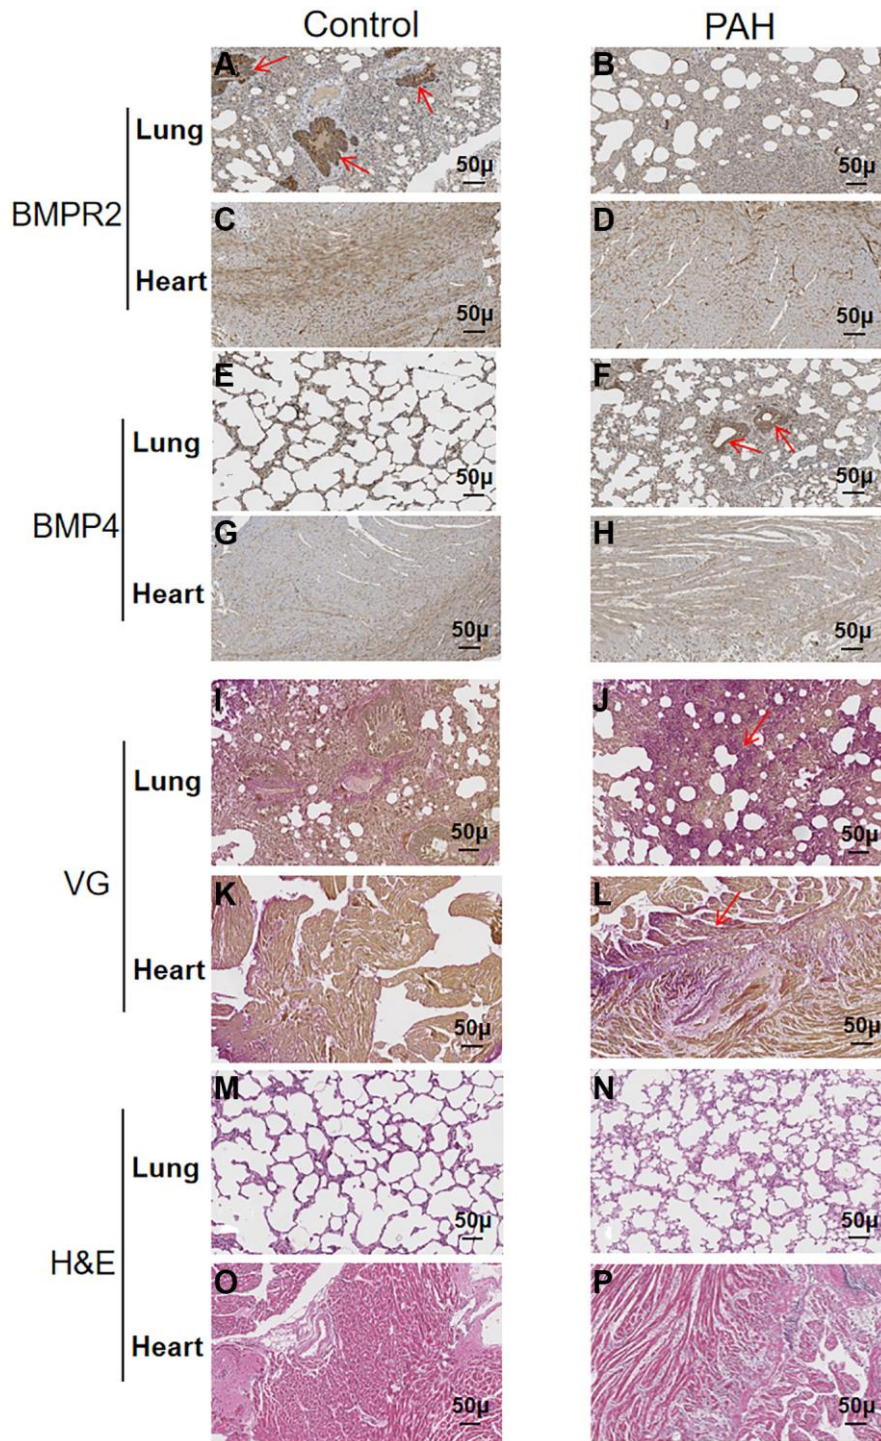 Control PAH
A B
Lung
50µ 50µ
BMPR2
C D
Heart
50µ 50µ
E F
Lung
50µ 50µ
BMP4
G H
Heart
50µ 50µ
I J
Lung
50µ 50µ
VG
K L
Heart
50µ 50µ
M N
Lung
50µ 50µ
H&E
O P
Heart
50µ 50µ